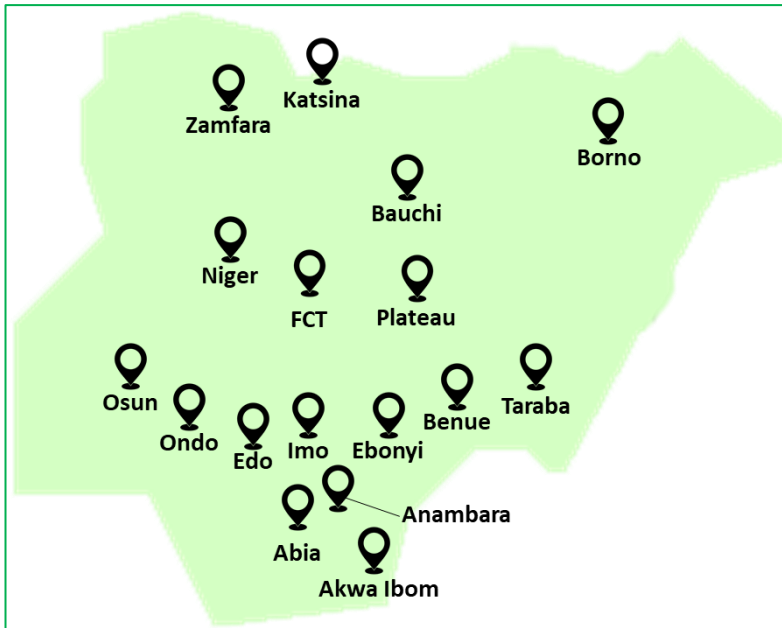 Katsina
Zamfara
Borno
Bauchi
Niger
FCT
Plateau
Osun
Taraba
Benue
Ondo
Imo
Ebonyi
Edo
Anambara
Abia
Akwa Ibom